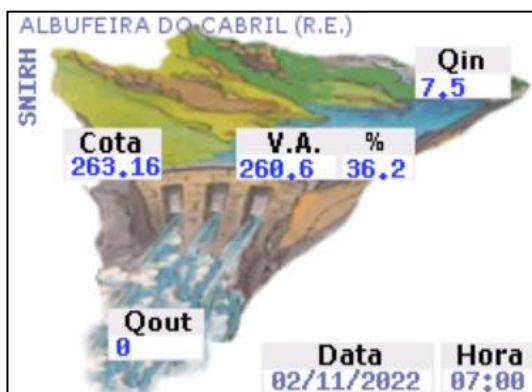 ALBUFEIRA DO CABRIL (R.E.)
SNIRH
Qin
7.5
Cota V.A. %
263.16 260.6 36.2
Qout
0
Data Hora
02/11/2022 07:00